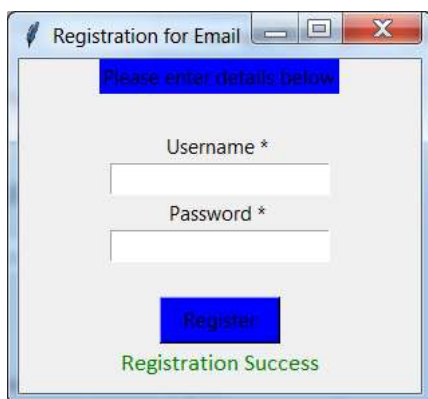 Registration for Email
Please enter details below
Username *
Password *
Register
Registration Success